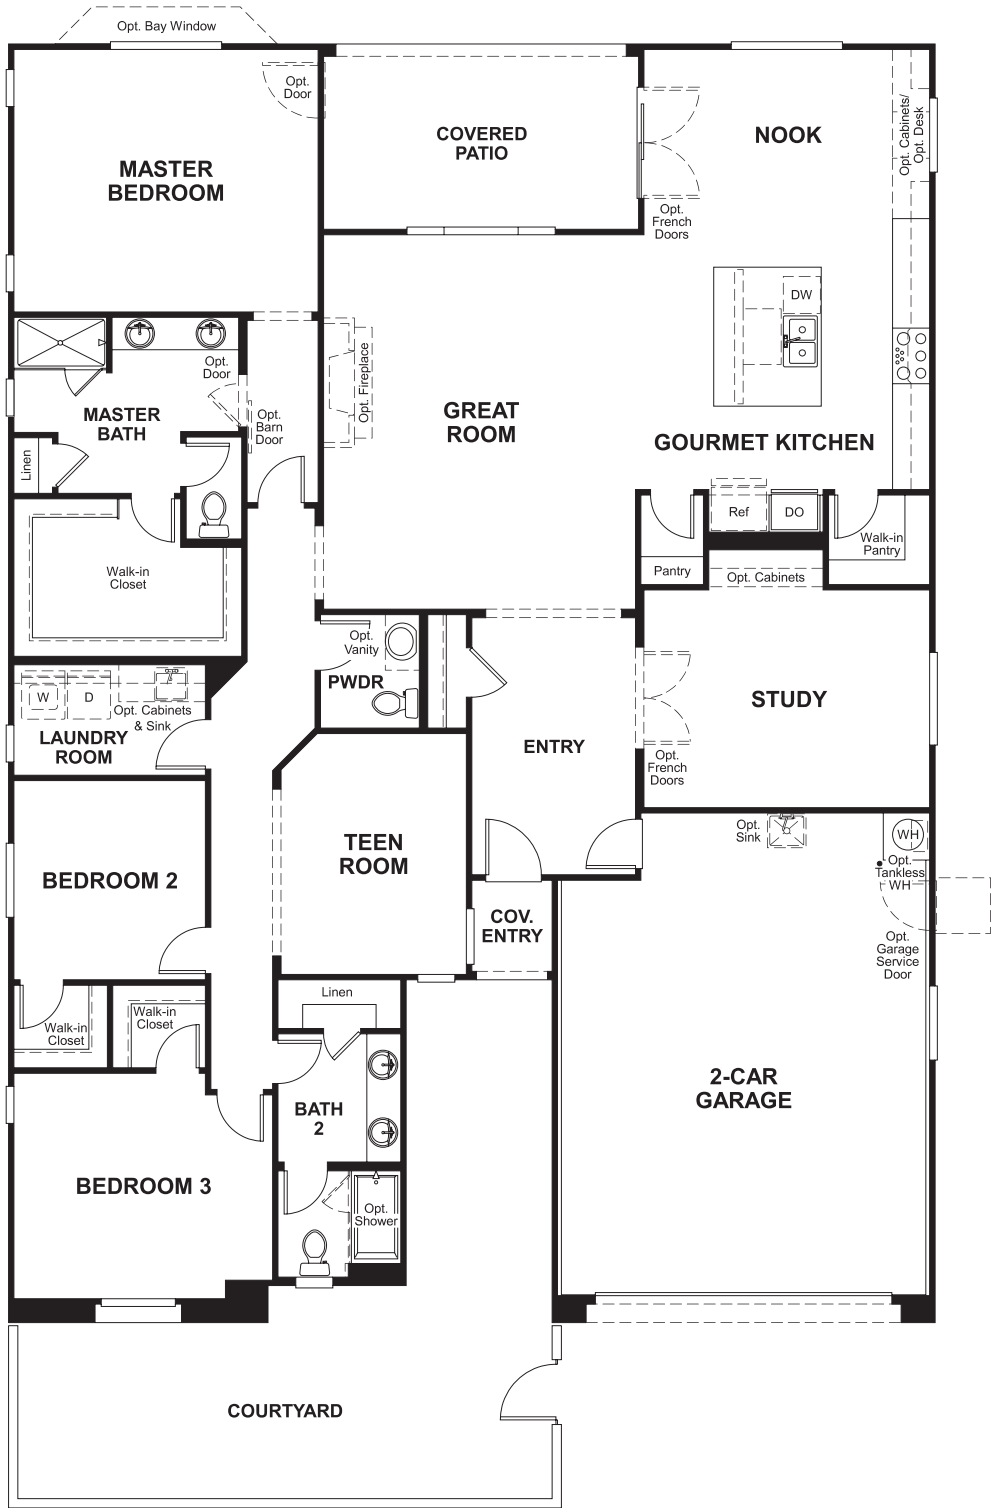 Opt. Bay Window
Opt.
Door
MASTER
BEDROOM
COVERED
PATIO
NOOK
Opt. Cabinets/
Opt. Desk
Opt.
French
Doors
DW
Opt.
Door
MASTER
BATH
Opt.
Barn
Door
Opt. Fireplace
GREAT
ROOM
GOURMET KITCHEN
Linen
Ref
DO
Walk-in
Pantry
Walk-in
Closet
Pantry
Opt. Cabinets
Opt.
Vanity
PWDR
W
D
Opt. Cabinets
& Sink
LAUNDRY
ROOM
STUDY
ENTRY
Opt.
French
Doors
TEEN
ROOM
BEDROOM 2
Opt.
Sink
WH
Opt.
Tankless
WH
COV.
ENTRY
Opt.
Garage
Service
Door
Linen
Walk-in
Closet
Walk-in
Closet
2-CAR
GARAGE
BATH
2
BEDROOM 3
Opt.
Shower
COURTYARD